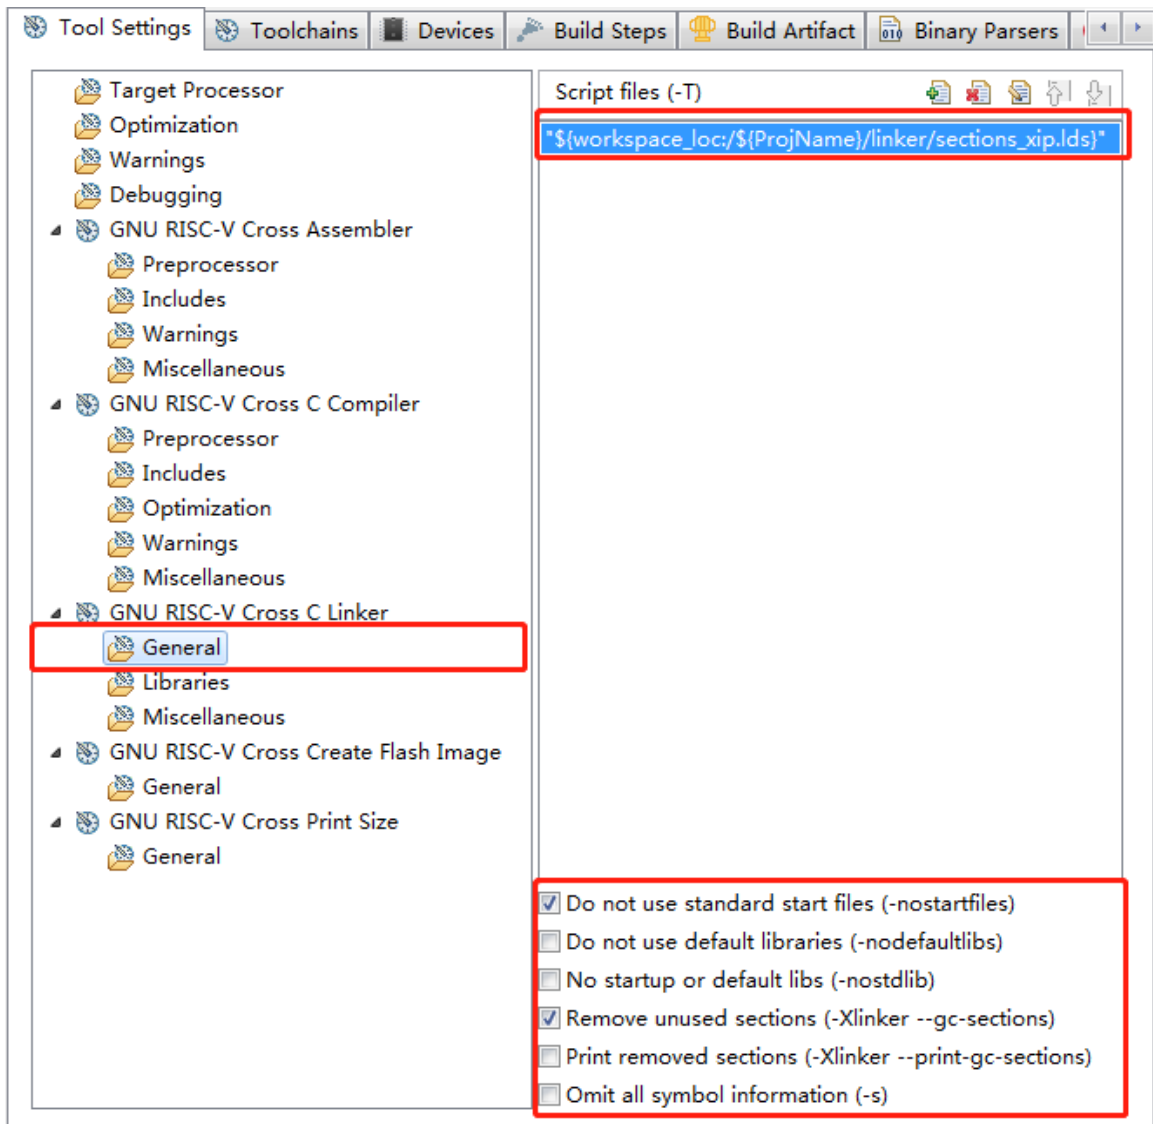 Tool Settings Toolchains Devices Build Steps Build Artifact Binary Parsers
Target Processor
Optimization
Warnings
Debugging
GNU RISC-V Cross Assembler
Preprocessor
Includes
Warnings
Miscellaneous
GNU RISC-V Cross C Compiler
Preprocessor
Includes
Optimization
Warnings
Miscellaneous
GNU RISC-V Cross C Linker
General
Libraries
Miscellaneous
GNU RISC-V Cross Create Flash Image
General
GNU RISC-V Cross Print Size
General
Script files (-T)
"${workspace_loc:/${ProjName}/linker/sections_xip.lds}"
Do not use standard start files (-nostartfiles)
Do not use default libraries (-nodefaultlibs)
No startup or default libs (-nostdlib)
Remove unused sections (-Xlinker --gc-sections)
Print removed sections (-Xlinker --print-gc-sections)
Omit all symbol information (-s)